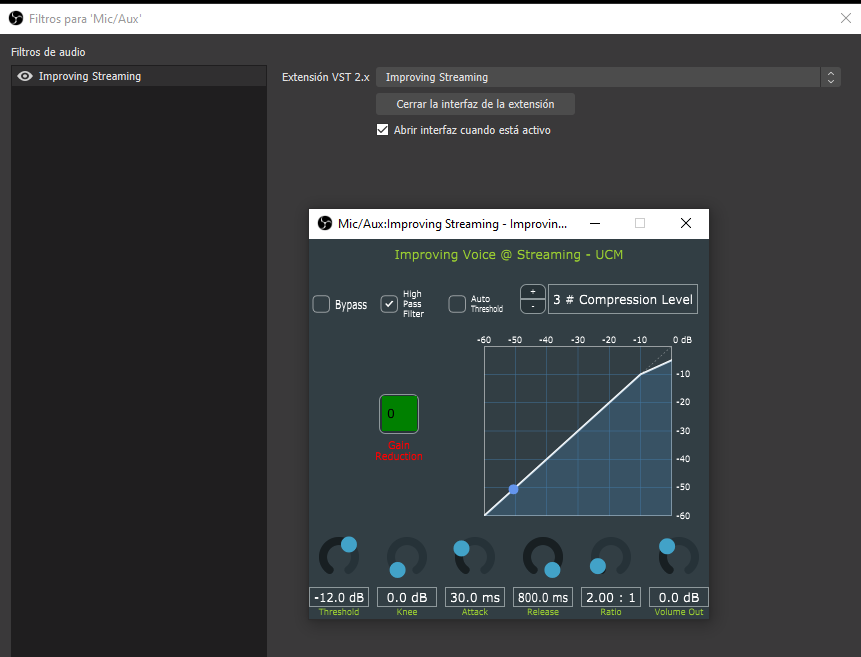 Filtros para 'Mic/Aux'
Filtros de audio
Improving Streaming
Extensión VST 2.x
Improving Streaming
Cerrar la interfaz de la extensión
Abrir interfaz cuando está activo
Mic/Aux:Improving Streaming - Improvin...
Improving Voice @ Streaming - UCM
Bypass
High
Pass
Filter
Auto
Threshold
+
-
3 # Compression Level
-60 -50 -40 -30 -20 -10 0 dB
-10
-20
-30
-40
-50
-60
0
Gain
Reduction
-12.0 dB 0.0 dB 30.0 ms 800.0 ms 2.00 : 1 0.0 dB
Threshold Knee Attack Release Ratio Volume Out